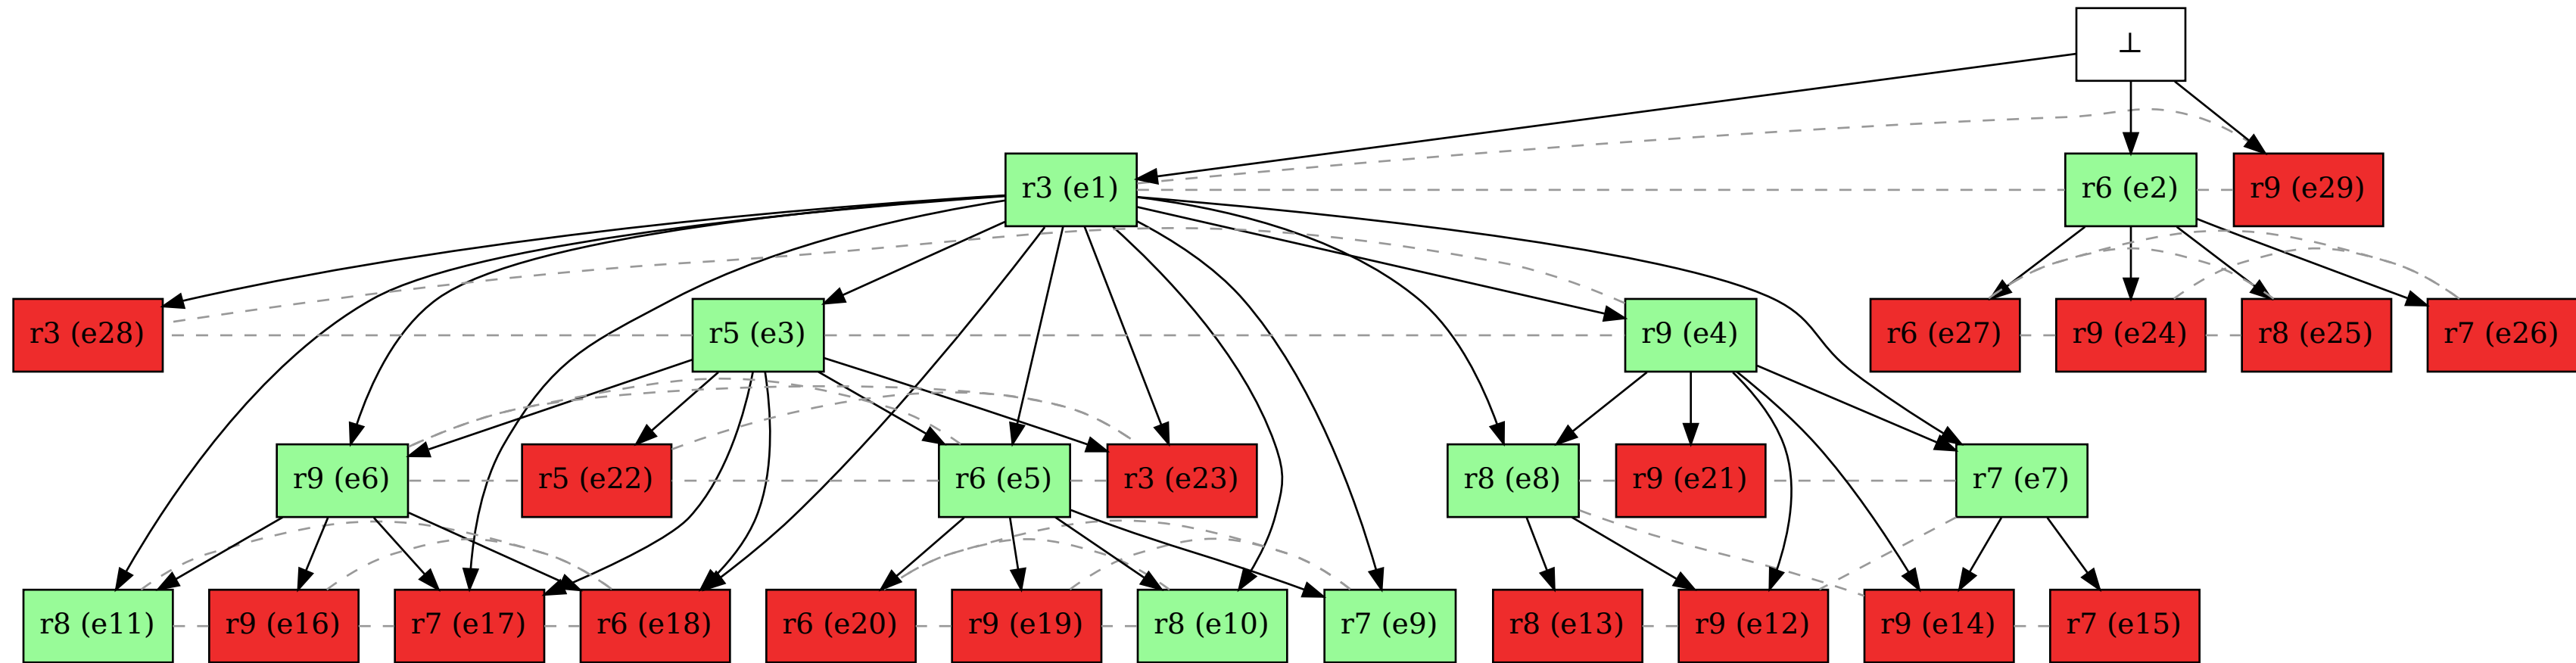 ⊥
r3 (e1)
r6 (e2)
r9 (e29)
r3 (e28)
r5 (e3)
r9 (e4)
r6 (e27)
r9 (e24)
r8 (e25)
r7 (e26)
r9 (e6)
r5 (e22)
r6 (e5)
r3 (e23)
r8 (e8)
r9 (e21)
r7 (e7)
r8 (e11)
r9 (e16)
r7 (e17)
r6 (e18)
r6 (e20)
r9 (e19)
r8 (e10)
r7 (e9)
r8 (e13)
r9 (e12)
r9 (e14)
r7 (e15)